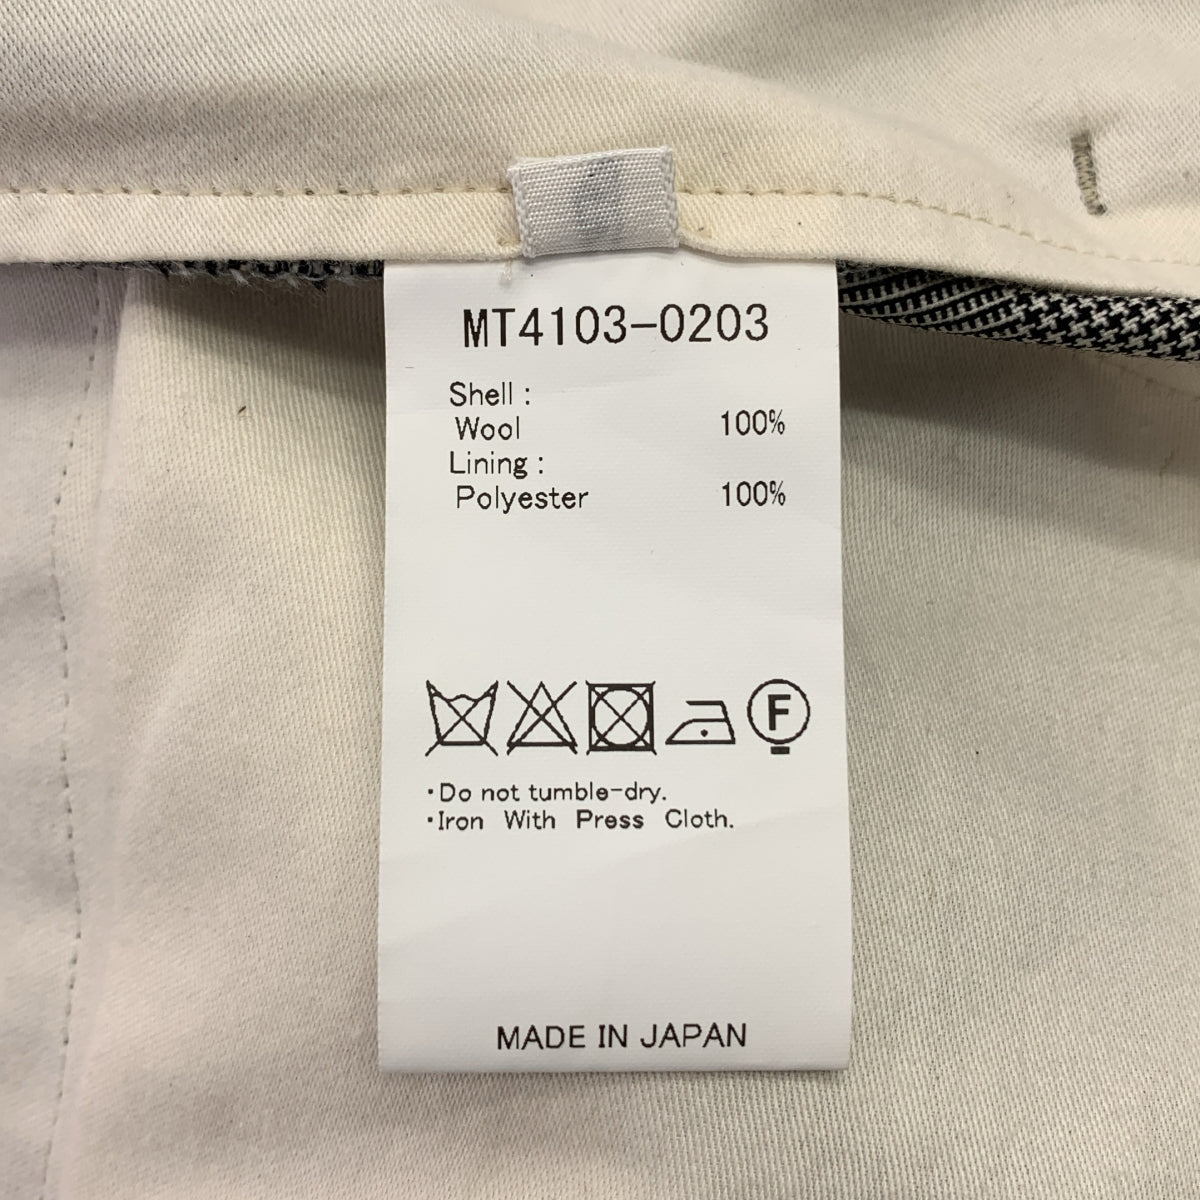 MT4103-0203
Shell :
Wool 100%
Lining :
Polyester 100%
F
・Do not tumble-dry.
・Iron With Press Cloth.
MADE IN JAPAN